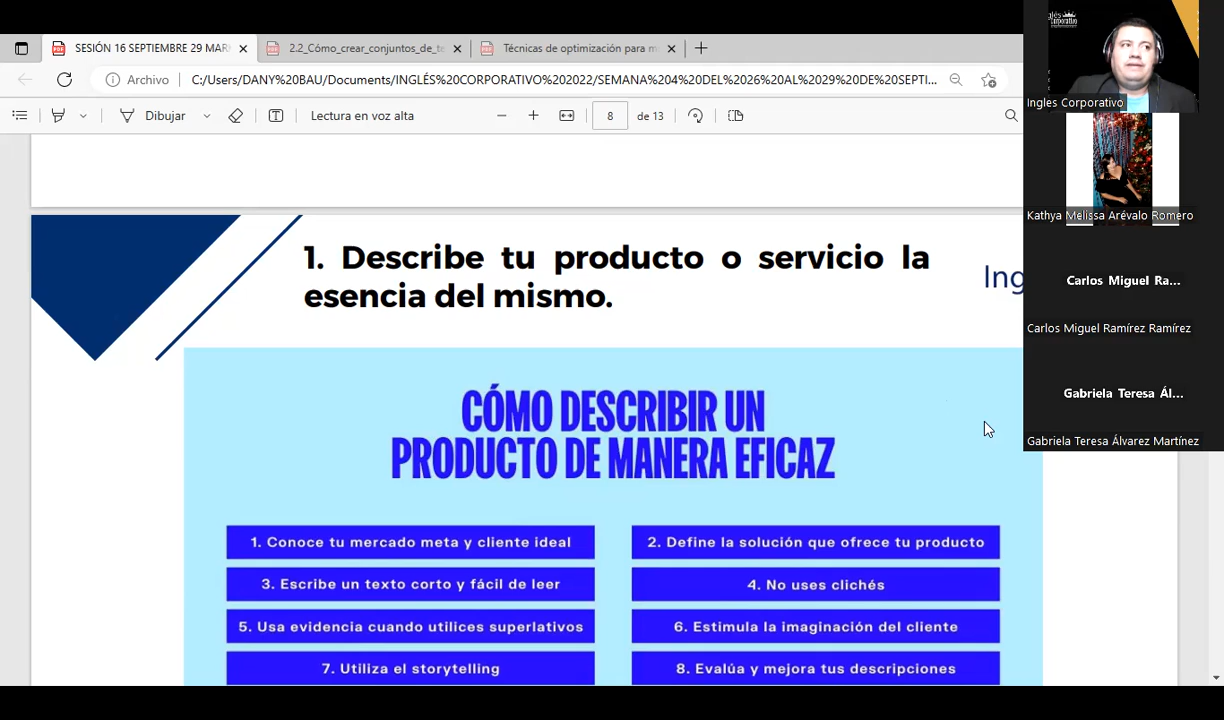 SESIÓN 16 SEPTIEMBRE 29 MAR
2.2_Cómo_crear_conjuntos_de_te
Técnicas de optimización para m
Archivo
C:/Users/DANY%20BAU/Documents/INGLÉS%20CORPORATIVO%202022/SEMANA%204%20DEL%2026%20AL%2029%20DE%20SEPTI...
Dibujar
Lectura en voz alta
8
de 13
1. Describe tu producto o servicio la
esencia del mismo.
Ing
CÓMO DESCRIBIR UN
PRODUCTO DE MANERA EFICAZ
1. Conoce tu mercado meta y cliente ideal
2. Define la solución que ofrece tu producto
3. Escribe un texto corto y fácil de leer
4. No uses clichés
5. Usa evidencia cuando utilices superlativos
6. Estimula la imaginación del cliente
7. Utiliza el storytelling
8. Evalúa y mejora tus descripciones
Ingles Corporativo
Kathya Melissa Arévalo Romero
Carlos Miguel Ra...
Carlos Miguel Ramírez Ramírez
Gabriela Teresa Ál...
Gabriela Teresa Álvarez Martínez